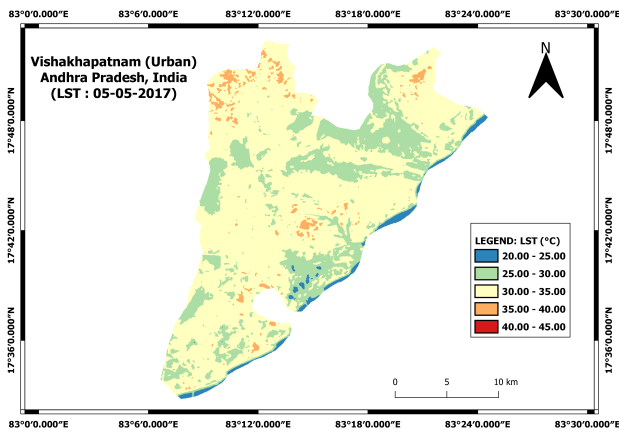 83°0'0.000"E 83°6'0.000"E 83°12'0.000"E 83°18'0.000"E 83°24'0.000"E 83°30'0.000"E
Vishakhapatnam (Urban)
Andhra Pradesh, India
(LST : 05-05-2017)
N
17°48'0.000"N 17°48'0.000"N
17°42'0.000"N 17°42'0.000"N
17°36'0.000"N 17°36'0.000"N
LEGEND: LST (°C)
20.00 - 25.00
25.00 - 30.00
30.00 - 35.00
35.00 - 40.00
40.00 - 45.00
0 5 10 km
83°0'0.000"E 83°6'0.000"E 83°12'0.000"E 83°18'0.000"E 83°24'0.000"E 83°30'0.000"E